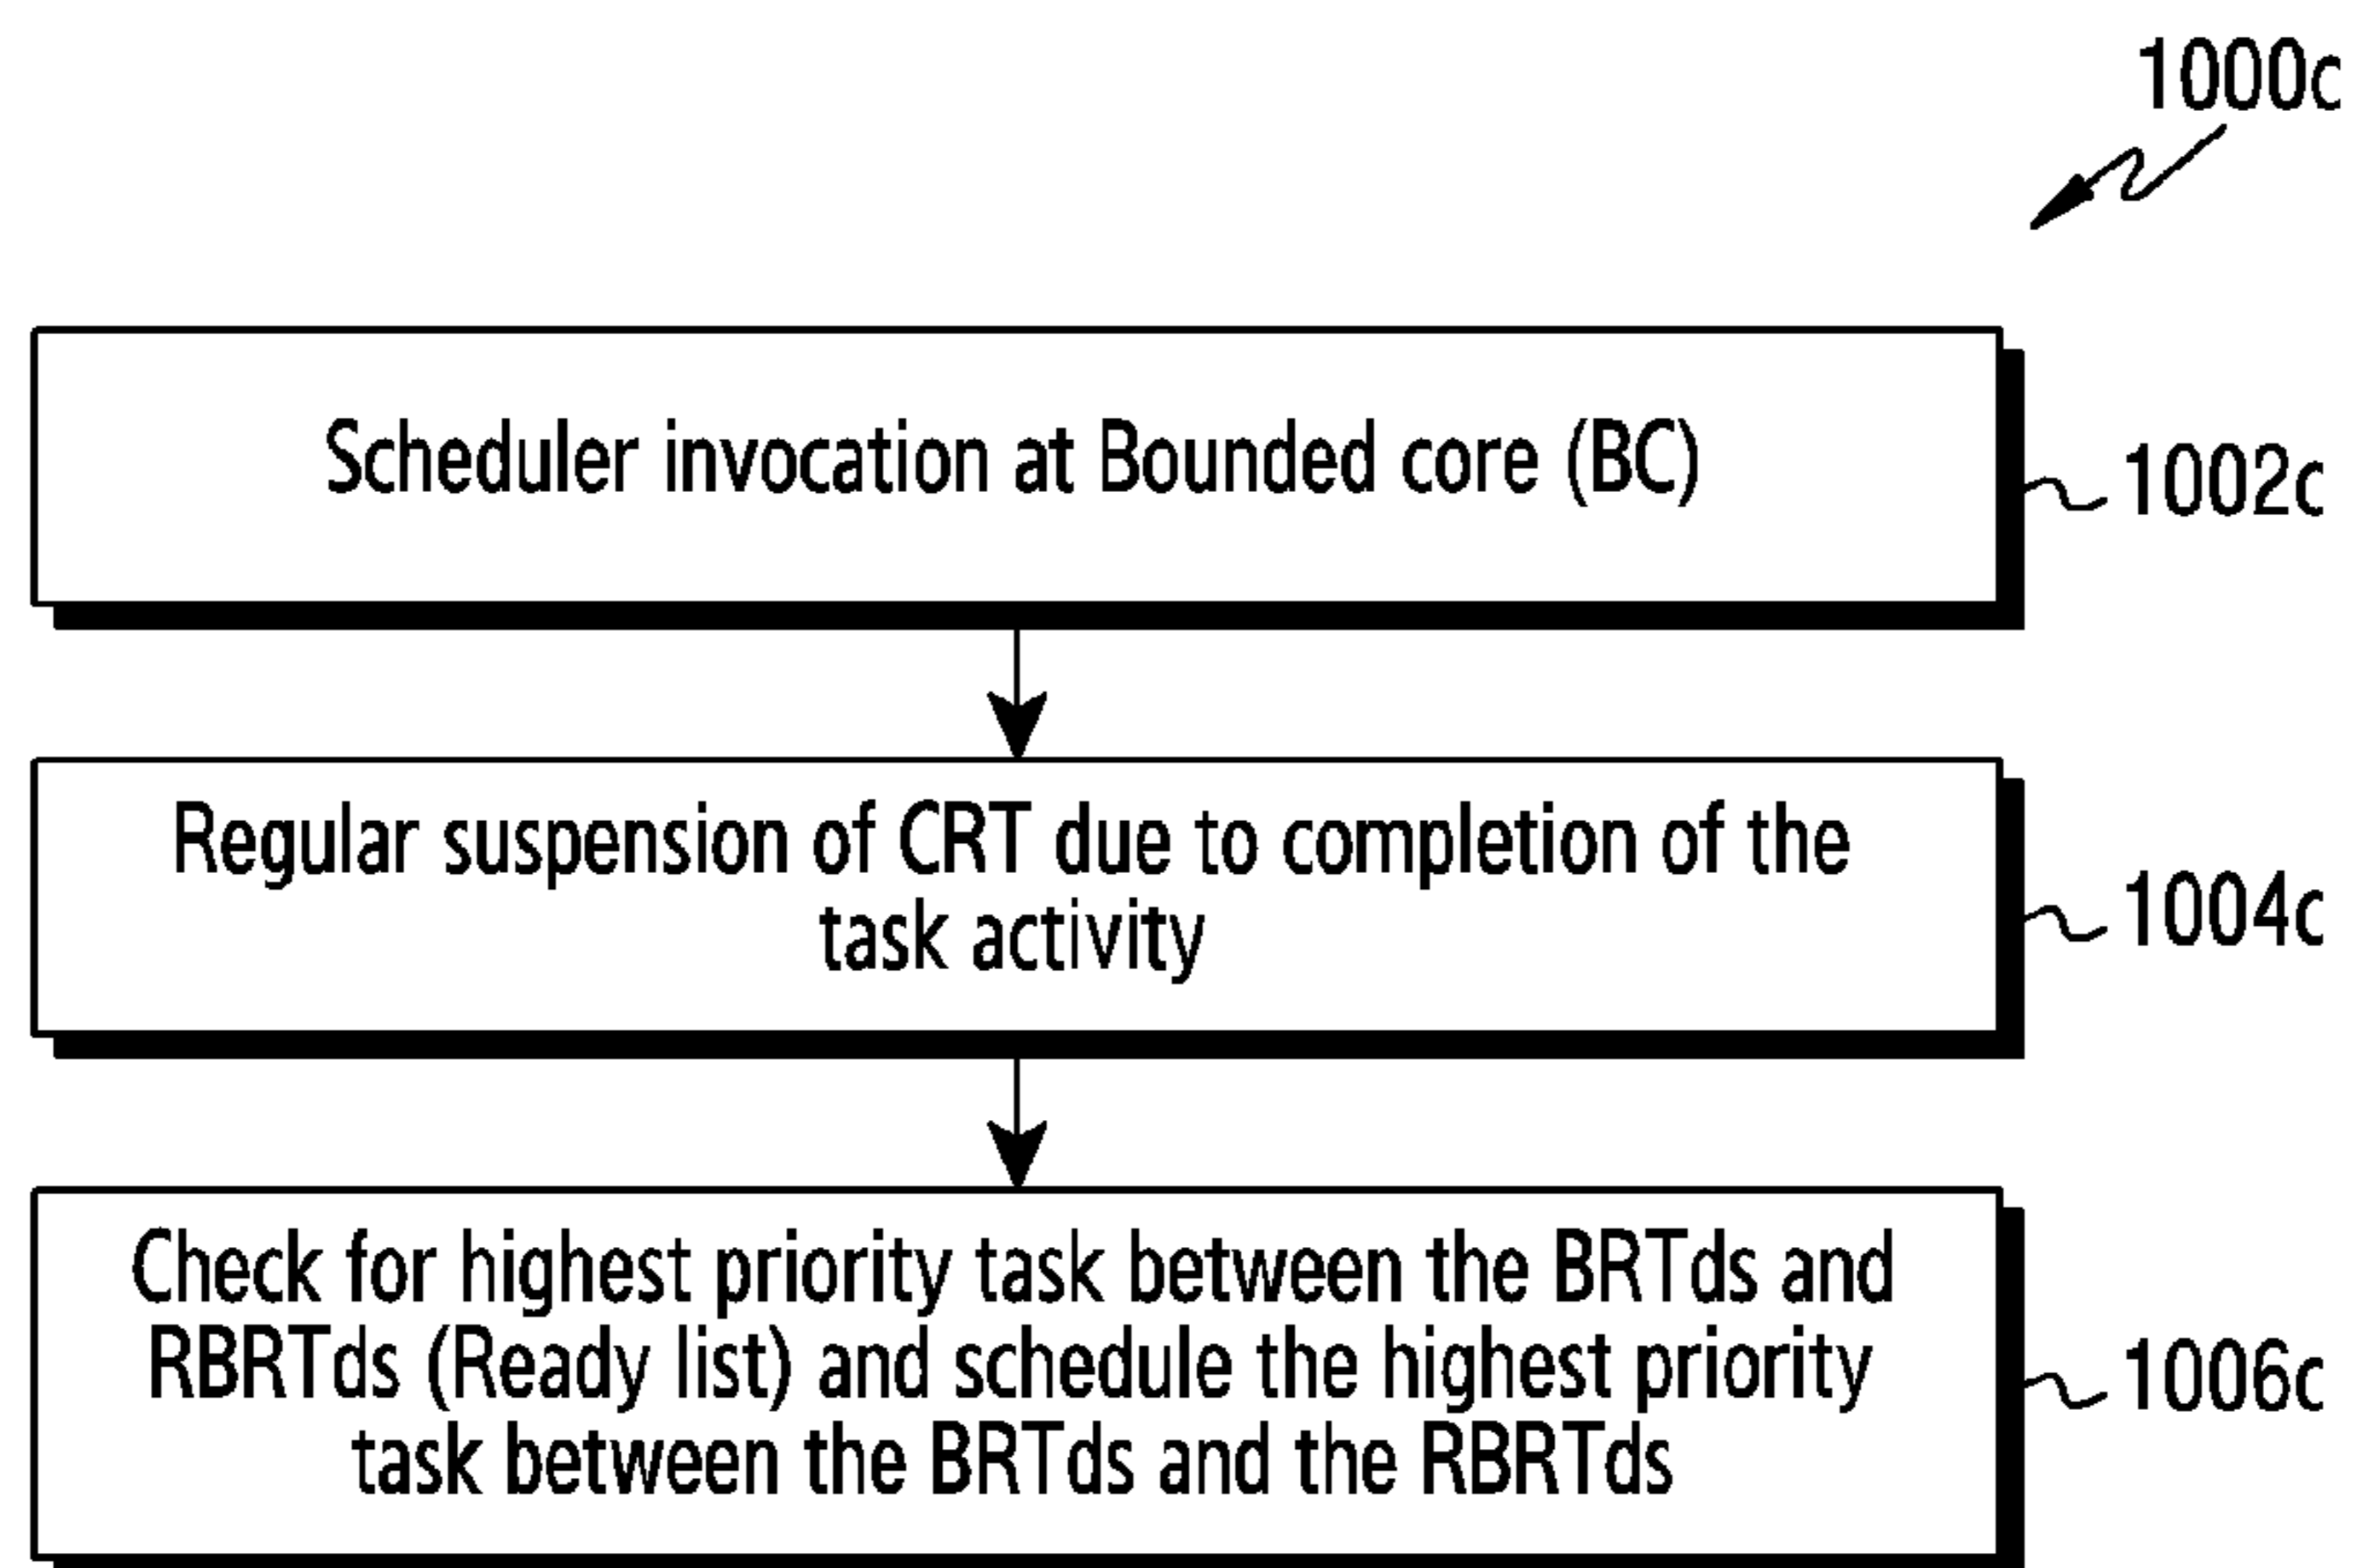 1000c
Scheduler invocation at Bounded core (BC)
1002c
Regular suspension of CRT due to completion of the
task activity
1004c
Check for highest priority task between the BRTds and
RBRTds (Ready list) and schedule the highest priority
task between the BRTds and the RBRTds
1006c